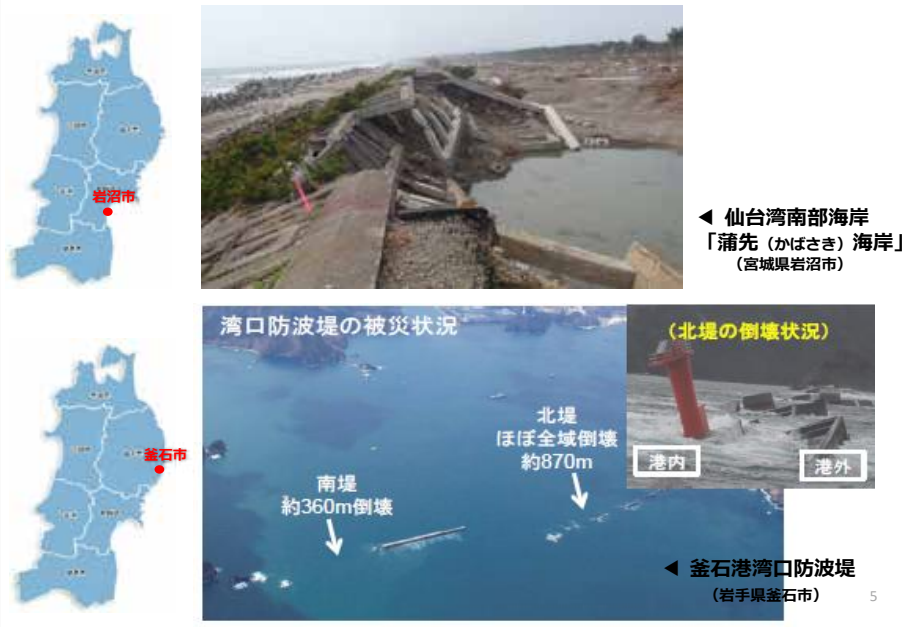 岩沼市
◀ 仙台湾南部海岸
「蒲先（かばさき）海岸」
（宮城県岩沼市）
湾口防波堤の被災状況
（北堤の倒壊状況）
港内
港外
北堤
ほぼ全域倒壊
約870m
南堤
約360m倒壊
釜石市
◀ 釜石港湾口防波堤
（岩手県釜石市）
5